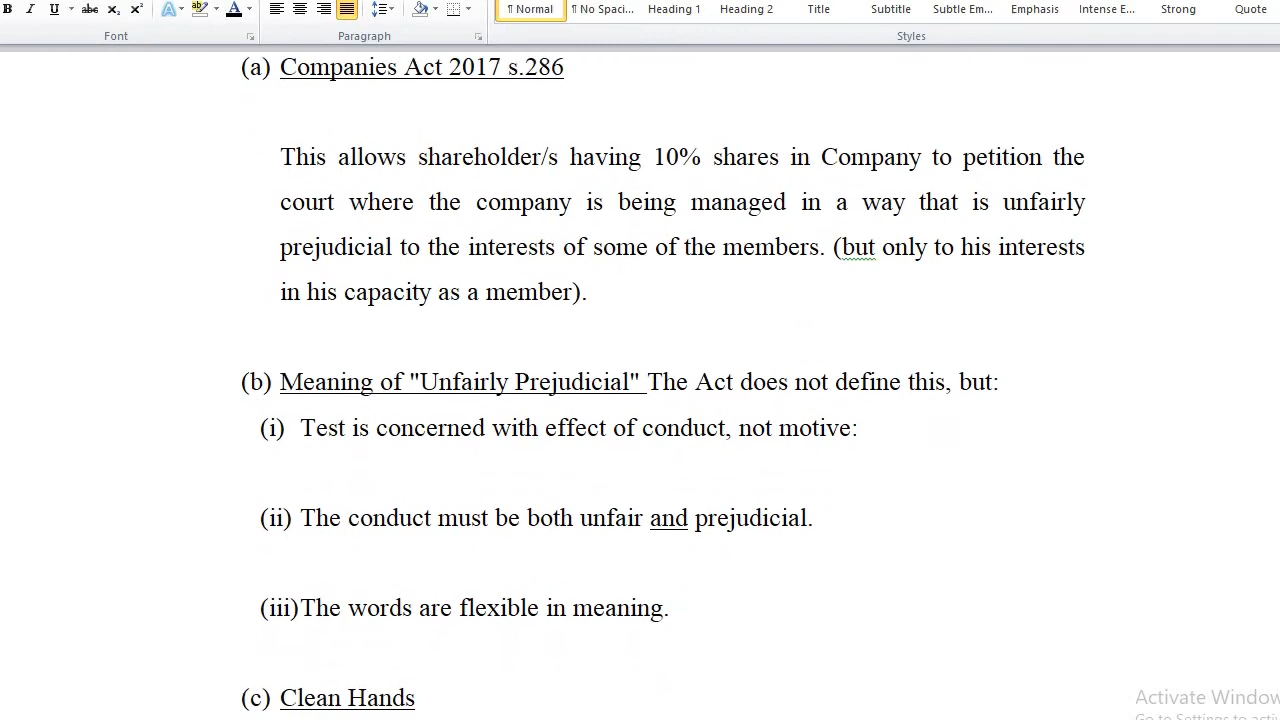 B I U abc x₂ x² A ab A
¶ Normal ¶ No Spaci... Heading 1 Heading 2 Title Subtitle Subtle Em... Emphasis Intense E... Strong Quote
Font Paragraph Styles
(a) Companies Act 2017 s.286
This allows shareholder/s having 10% shares in Company to petition the
court where the company is being managed in a way that is unfairly
prejudicial to the interests of some of the members. (but only to his interests
in his capacity as a member).
(b) Meaning of "Unfairly Prejudicial" The Act does not define this, but:
(i) Test is concerned with effect of conduct, not motive:
(ii) The conduct must be both unfair and prejudicial.
(iii)The words are flexible in meaning.
(c) Clean Hands
Activate Window